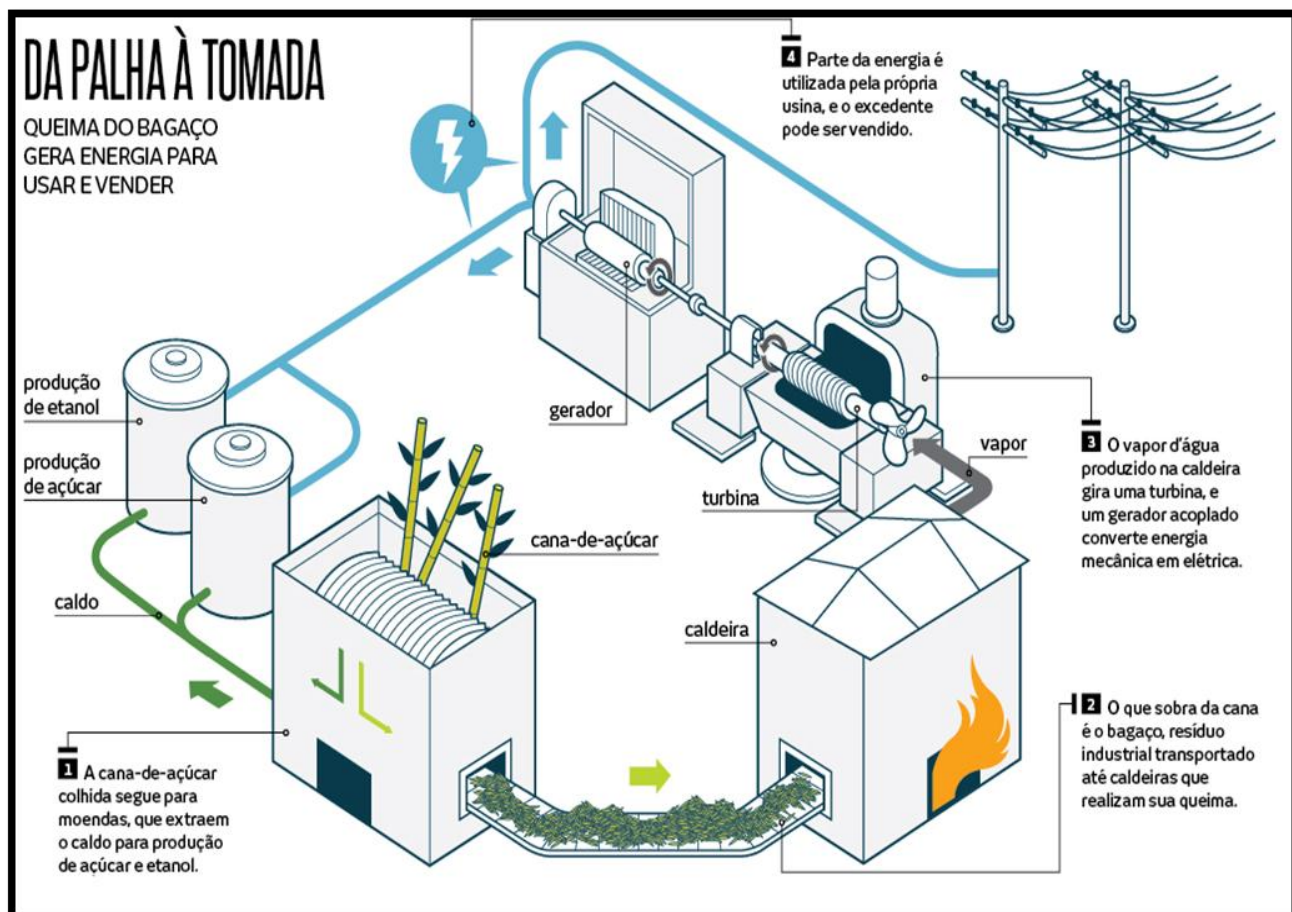 DA PALHA À TOMADA
QUEIMA DO BAGAÇO
GERA ENERGIA PARA
USAR E VENDER
4 Parte da energia é
utilizada pela própria
usina, e o excedente
pode ser vendido.
produção
de etanol
produção
de açúcar
gerador
turbina
vapor
3 O vapor d'água
produzido na caldeira
gira uma turbina, e
um gerador acoplado
converte energia
mecânica em elétrica.
cana-de-açúcar
caldo
caldeira
1 A cana-de-açúcar
colhida segue para
moendas, que extraem
o caldo para produção
de açúcar e etanol.
2 O que sobra da cana
é o bagaço, resíduo
industrial transportado
até caldeiras que
realizam sua queima.